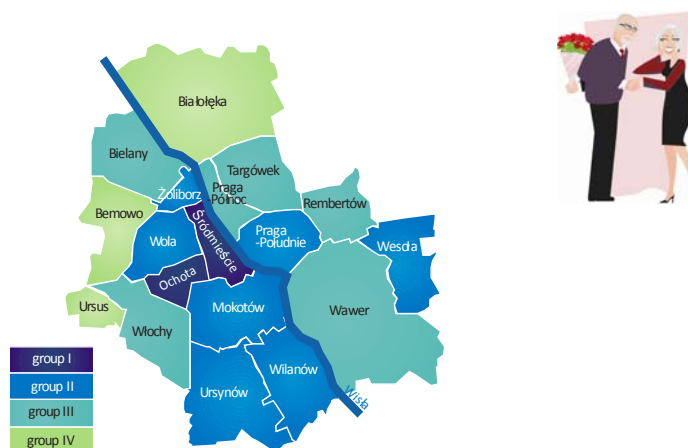 Białołęka
Bielany
Targówek
Żoliborz
Praga
-Północ
Rembertów
Bemowo
Śródmieście
Praga
-Południe
Wola
Wesoła
Ochota
Ursus
Mokotów
Wawer
Włochy
group I
group II
Wilanów
Ursynów
Wisła
group III
group IV